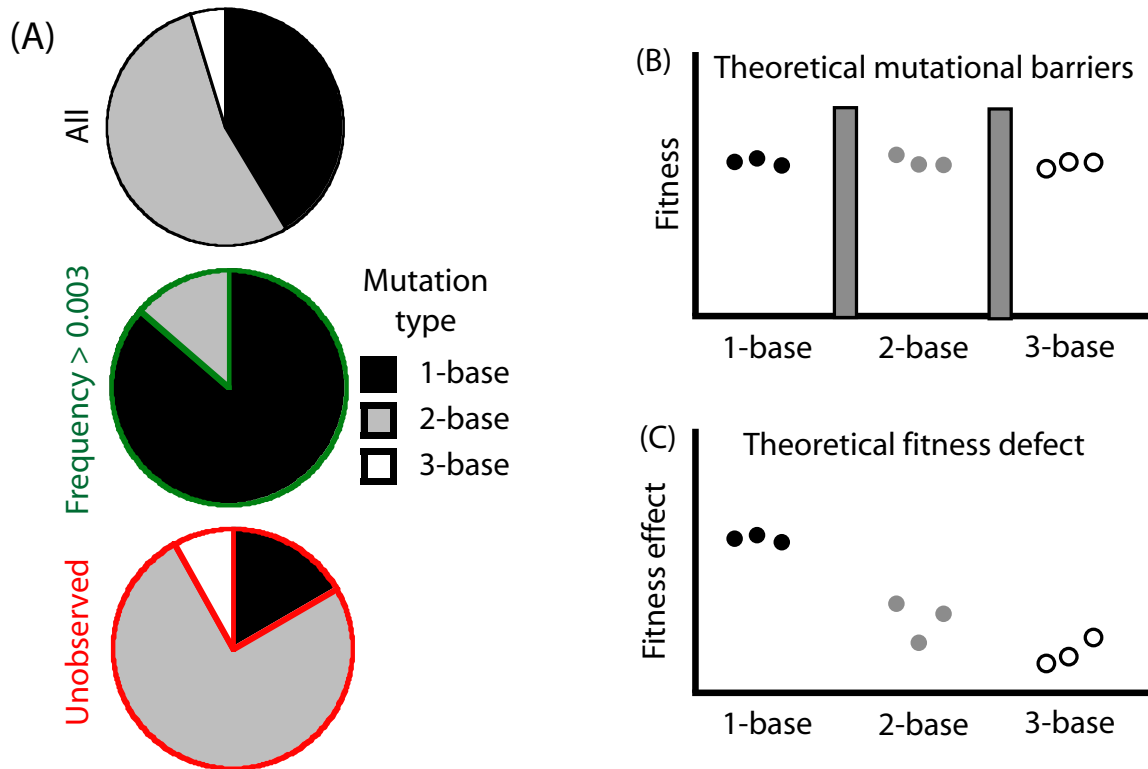 (A)
All
Frequency > 0.003
Unobserved
Mutation
type
1-base
2-base
3-base
(B)
Theoretical mutational barriers
Fitness
1-base
2-base
3-base
(C)
Theoretical fitness defect
Fitness effect
1-base
2-base
3-base